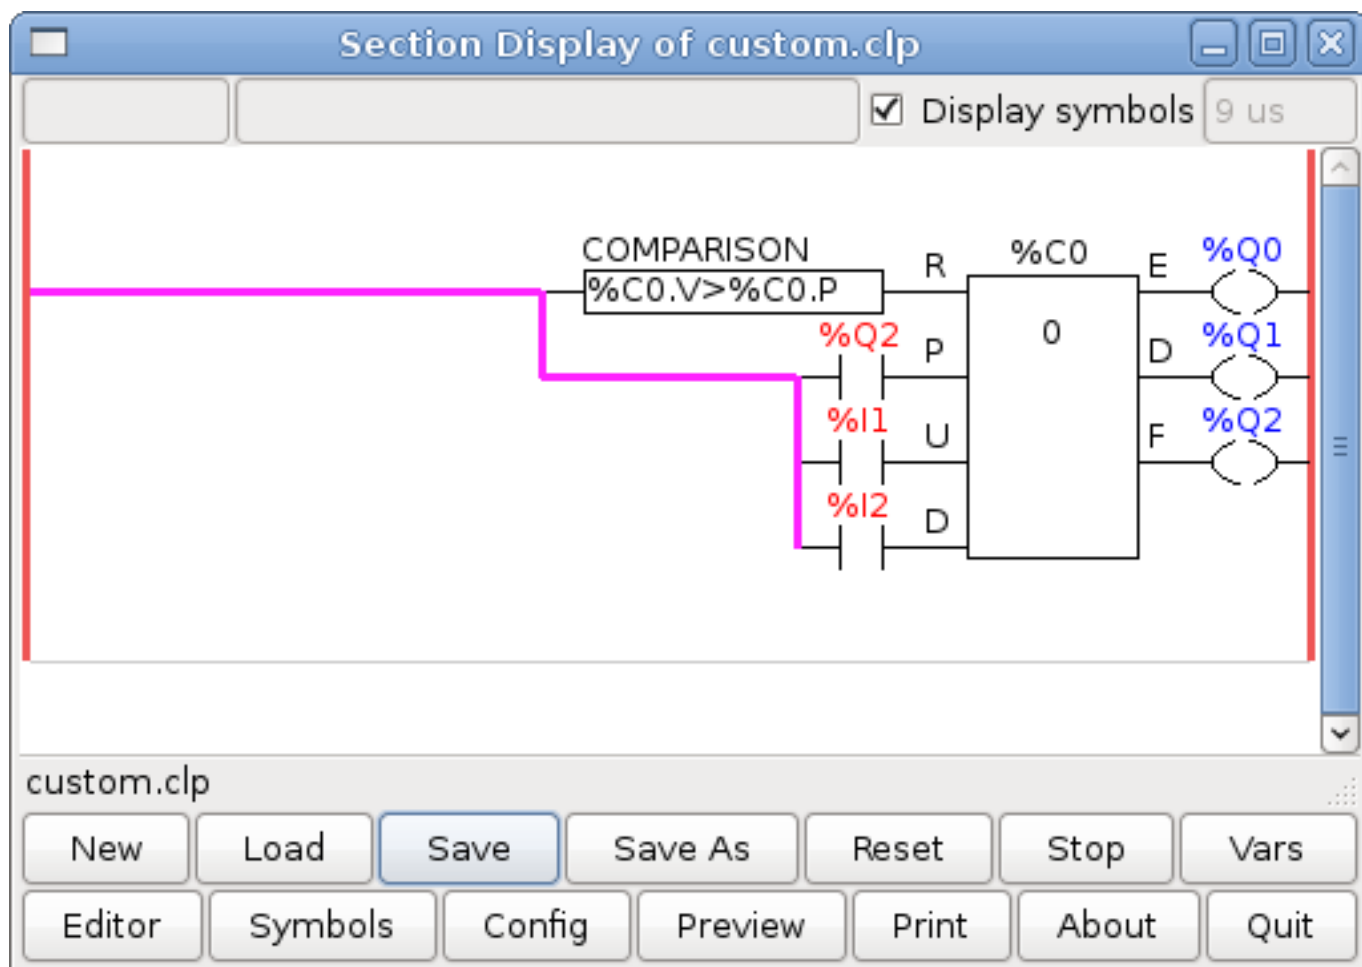 Section Display of custom.clp
Display symbols 9 us
COMPARISON R %C0 E %Q0
%C0.V>%C0.P
%Q2 P 0 D %Q1
%I1 U F %Q2
%I2 D
custom.clp
New Load Save Save As Reset Stop Vars
Editor Symbols Config Preview Print About Quit